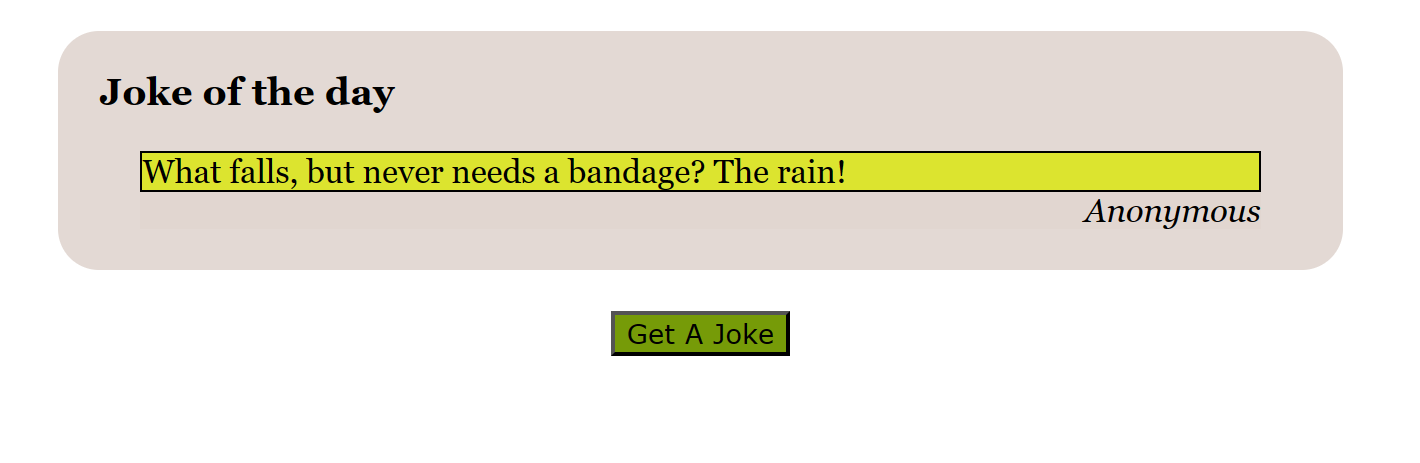 Joke of the day
What falls, but never needs a bandage? The rain!
Anonymous
Get A Joke